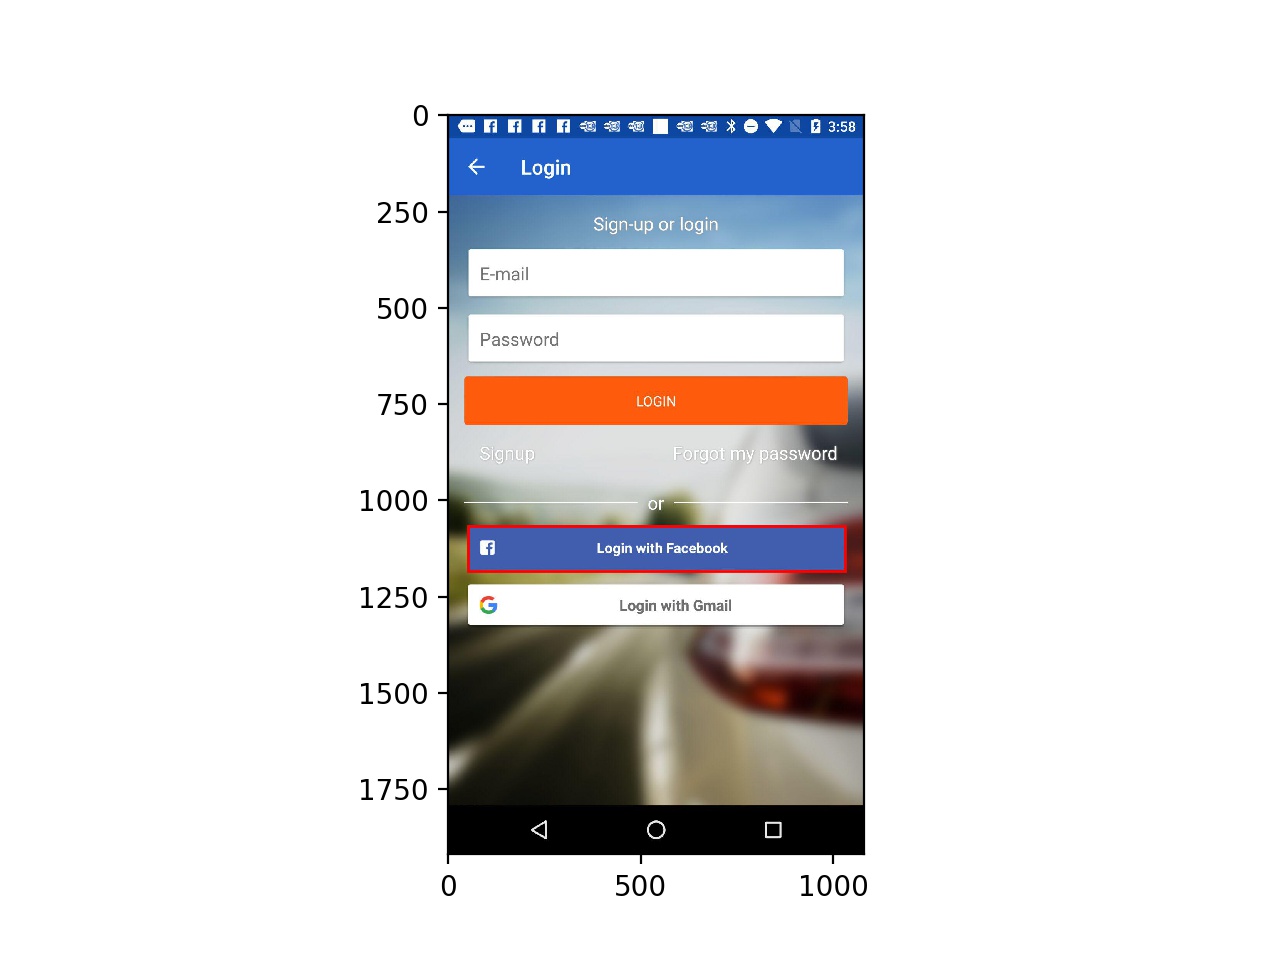 0
250
500
750
1000
1250
1500
1750
3:58
Login
Sign-up or login
E-mail
Password
LOGIN
Signup Forgot my password
or
Login with Facebook
Login with Gmail
0 500 1000